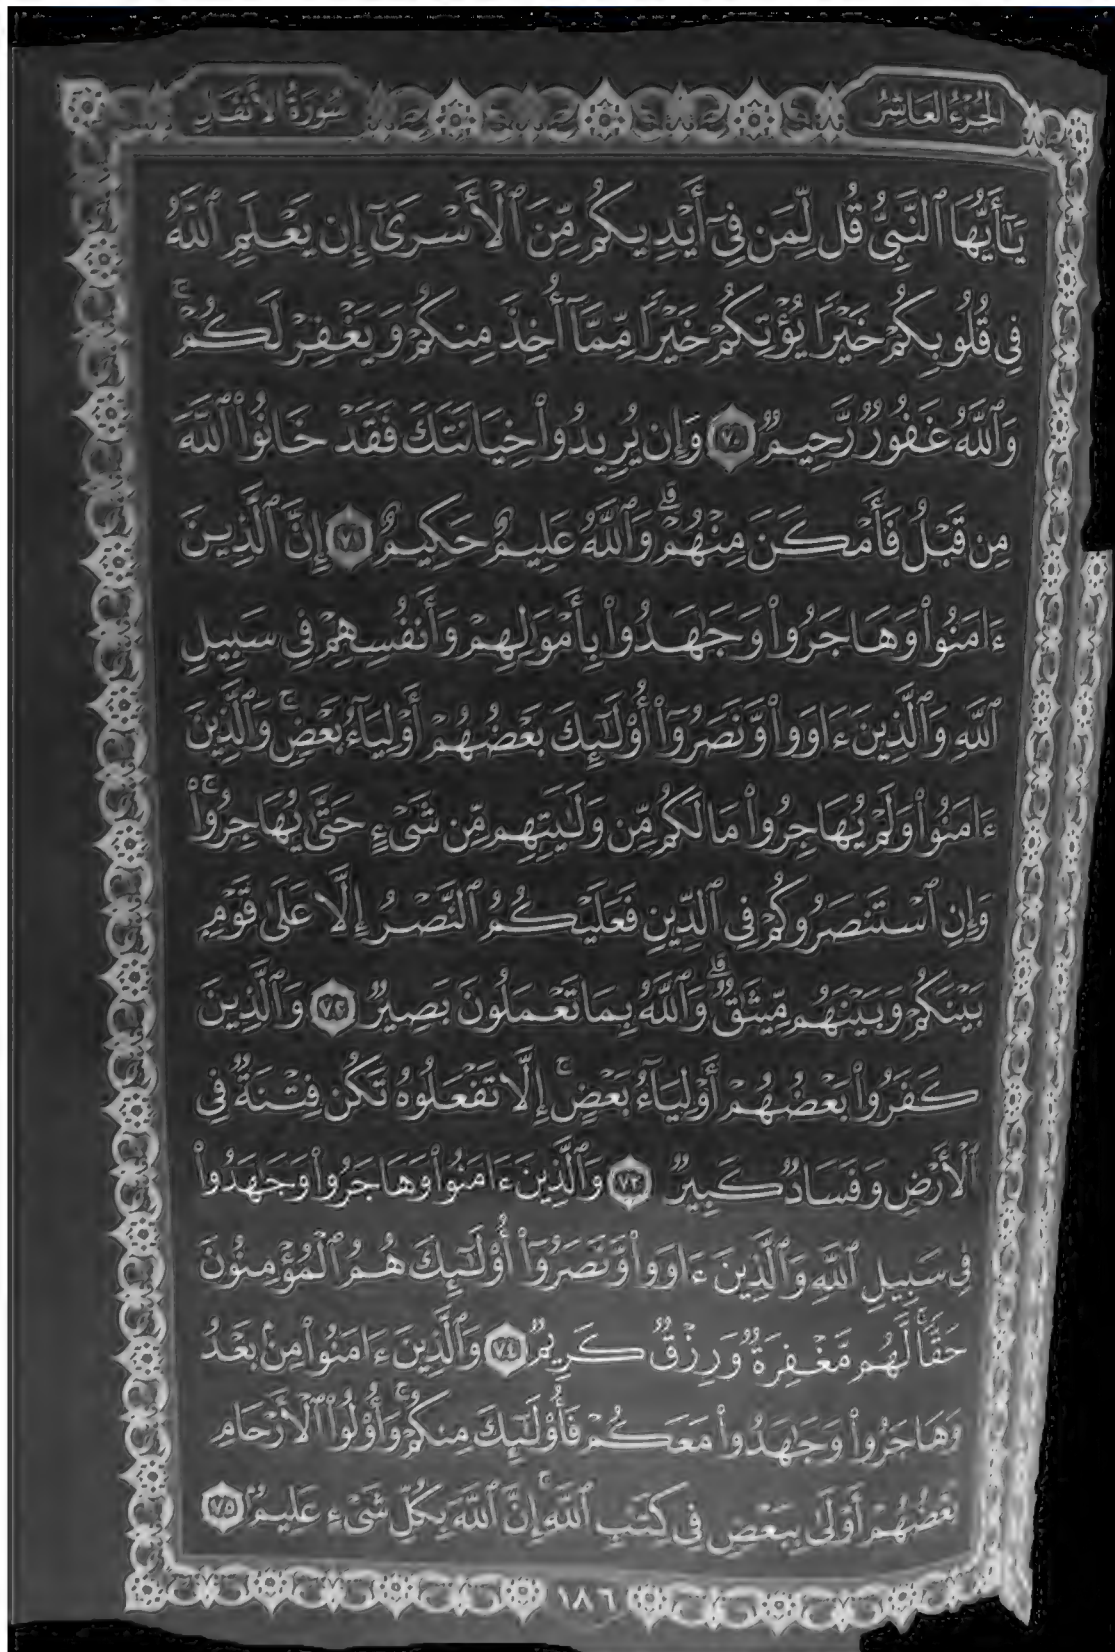 الجزء العاشر
سورة الأنفال
يَـٰٓأَيُّهَا ٱلنَّبِىُّ قُل لِّمَن فِىٓ أَيْدِيكُم مِّنَ ٱلْأَسْرَىٰٓ إِن يَعْلَمِ ٱللَّهُ
فِى قُلُوبِكُمْ خَيْرًا يُؤْتِكُمْ خَيْرًا مِّمَّآ أُخِذَ مِنكُمْ وَيَغْفِرْ لَكُمْ ۚ
وَٱللَّهُ غَفُورٌ رَّحِيمٌ ٧٠ وَإِن يُرِيدُوا۟ خِيَانَتَكَ فَقَدْ خَانُوا۟ ٱللَّهَ
مِن قَبْلُ فَأَمْكَنَ مِنْهُمْ ۗ وَٱللَّهُ عَلِيمٌ حَكِيمٌ ٧١ إِنَّ ٱلَّذِينَ
ءَامَنُوا۟ وَهَاجَرُوا۟ وَجَـٰهَدُوا۟ بِأَمْوَٰلِهِمْ وَأَنفُسِهِمْ فِى سَبِيلِ
ٱللَّهِ وَٱلَّذِينَ ءَاوَوا۟ وَّنَصَرُوٓا۟ أُو۟لَـٰٓئِكَ بَعْضُهُمْ أَوْلِيَآءُ بَعْضٍ ۚ وَٱلَّذِينَ
ءَامَنُوا۟ وَلَمْ يُهَاجِرُوا۟ مَا لَكُم مِّن وَلَـٰيَتِهِم مِّن شَىْءٍ حَتَّىٰ يُهَاجِرُوا۟ ۚ
وَإِنِ ٱسْتَنصَرُوكُمْ فِى ٱلدِّينِ فَعَلَيْكُمُ ٱلنَّصْرُ إِلَّا عَلَىٰ قَوْمٍۭ
بَيْنَكُمْ وَبَيْنَهُم مِّيثَـٰقٌ ۗ وَٱللَّهُ بِمَا تَعْمَلُونَ بَصِيرٌ ٧٢ وَٱلَّذِينَ
كَفَرُوا۟ بَعْضُهُمْ أَوْلِيَآءُ بَعْضٍ ۚ إِلَّا تَفْعَلُوهُ تَكُن فِتْنَةٌ فِى
ٱلْأَرْضِ وَفَسَادٌ كَبِيرٌ ٧٣ وَٱلَّذِينَ ءَامَنُوا۟ وَهَاجَرُوا۟ وَجَـٰهَدُوا۟
فِى سَبِيلِ ٱللَّهِ وَٱلَّذِينَ ءَاوَوا۟ وَّنَصَرُوٓا۟ أُو۟لَـٰٓئِكَ هُمُ ٱلْمُؤْمِنُونَ
حَقًّا ۚ لَّهُم مَّغْفِرَةٌ وَرِزْقٌ كَرِيمٌ ٧٤ وَٱلَّذِينَ ءَامَنُوا۟ مِنۢ بَعْدُ
وَهَاجَرُوا۟ وَجَـٰهَدُوا۟ مَعَكُمْ فَأُو۟لَـٰٓئِكَ مِنكُمْ ۚ وَأُو۟لُوا۟ ٱلْأَرْحَامِ
بَعْضُهُمْ أَوْلَىٰ بِبَعْضٍ فِى كِتَـٰبِ ٱللَّهِ ۗ إِنَّ ٱللَّهَ بِكُلِّ شَىْءٍ عَلِيمٌۢ ٧٥
١٨٦